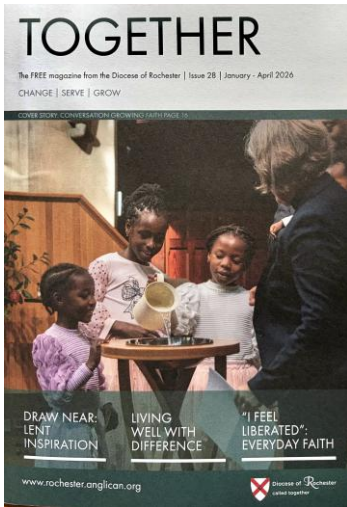 TOGETHER
The FREE magazine from the Diocese of Rochester | Issue 28 | January - April 2026
CHANGE | SERVE | GROW
COVER STORY: CONVERSATION GROWING FAITH PAGE 16
DRAW NEAR:
LENT
INSPIRATION
LIVING
WELL WITH
DIFFERENCE
"I FEEL
LIBERATED":
EVERYDAY FAITH
www.rochester.anglican.org
Diocese of Rochester
called together